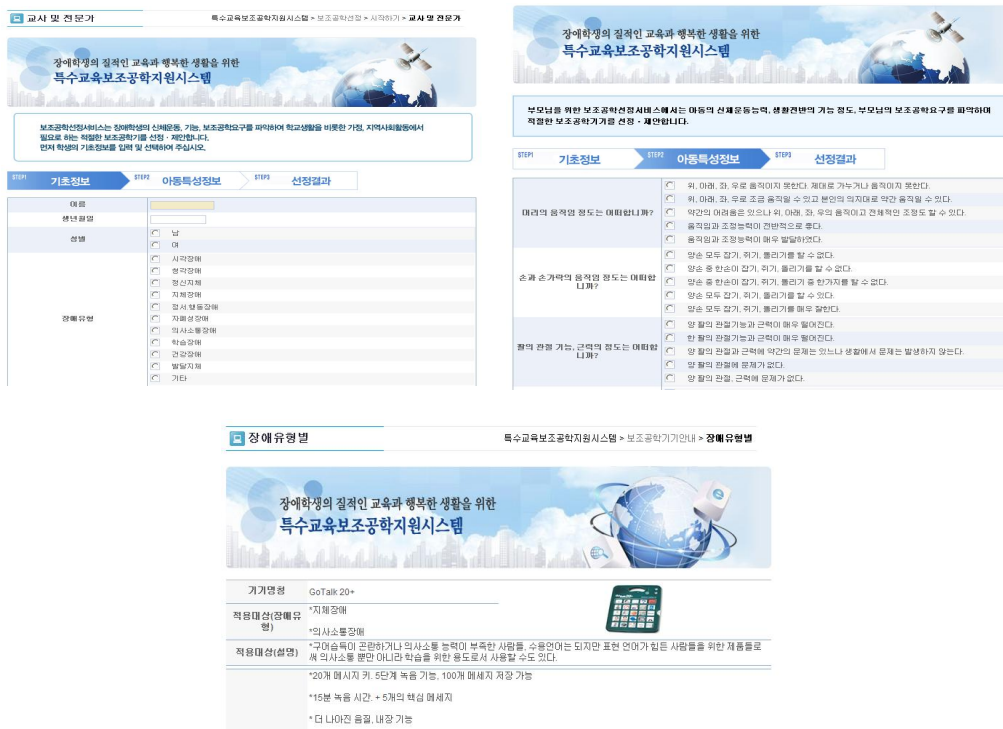 교사 및 전문가
특수교육보조공학지원시스템 > 보조공학선정 > 시작하기 > 교사 및 전문가
장애학생의 질적인 교육과 행복한 생활을 위한
특수교육보조공학지원시스템
보조공학선정서비스는 장애학생의 신체운동, 기능, 보조공학요구를 파악하여 학교생활을 비롯한 가정, 지역사회활동에서
필요로 하는 적절한 보조공학기를 선정・제안합니다.
먼저 학생의 기초정보를 입력 및 선택하여 주십시오.
STEP1 기초정보 STEP2 아동특성정보 STEP3 선정결과
이름
생년월일
성별
남
여
장애유형
시각장애
청각장애
정신지체
지체장애
정서,행동장애
자폐성장애
의사소통장애
학습장애
건강장애
발달지체
기타
장애학생의 질적인 교육과 행복한 생활을 위한
특수교육보조공학지원시스템
부모님을 위한 보조공학선정서비스에서는 아동의 신체운동능력, 생활전반의 기능 정도, 부모님의 보조공학요구를 파악하여
적절한 보조공학기기를 선정・제안합니다.
STEP1 기초정보 STEP2 아동특성정보 STEP3 선정결과
머리의 움직임 정도는 어떠합니까?
위, 아래, 좌, 우로 움직이지 못한다. 제대로 가누거나 움직이지 못한다.
위, 아래, 좌, 우로 조금 움직일 수 있고 본인의 의지대로 약간 움직일 수 있다.
약간의 어려움은 있으나 위, 아래, 좌, 우의 움직이고 전체적인 조정도 할 수 있다.
움직임과 조정능력이 전반적으로 좋다.
움직임과 조정능력이 매우 발달하였다.
손과 손가락의 움직임 정도는 어떠합
니까?
양손 모두 잡기, 쥐기, 돌리기를 할 수 없다.
양손 중 한손이 잡기, 쥐기, 돌리기를 할 수 없다.
양손 중 한손이 잡기, 쥐기, 돌리기 중 한가지를 할 수 없다.
양손 모두 잡기, 쥐기, 돌리기를 할 수 있다.
양손 모두 잡기, 쥐기, 돌리기를 매우 잘한다.
팔의 관절 기능, 근력의 정도는 어떠합
니까?
양 팔의 관절기능과 근력이 매우 떨어진다.
한 팔의 관절기능과 근력이 매우 떨어진다.
양 팔의 관절과 근력에 약간의 문제는 있느나 생활에서 문제는 발생하지 않는다.
양 팔의 관절에 문제가 없다.
양 팔의 관절, 근력에 문제가 없다.
장애유형별
특수교육보조공학지원시스템 > 보조공학기기안내 > 장애유형별
장애학생의 질적인 교육과 행복한 생활을 위한
특수교육보조공학지원시스템
기기명칭 GoTalk 20+
적용대상(장애유
형)
*지체장애
*의사소통장애
적용대상(설명)
*구어습득이 곤란하거나 의사소통 능력이 부족한 사람들, 수용언어는 되지만 표현 언어가 힘든 사람들을 위한 제품들로
써 의사소통 뿐만 아니라 학습을 위한 용도로서 사용할 수도 있다.
*20개 메시지 키. 5단계 녹음 기능, 100개 메세지 저장 가능
*15분 녹음 시간. + 5개의 핵심 메세지
* 더 나아진 음질, 내장 기능